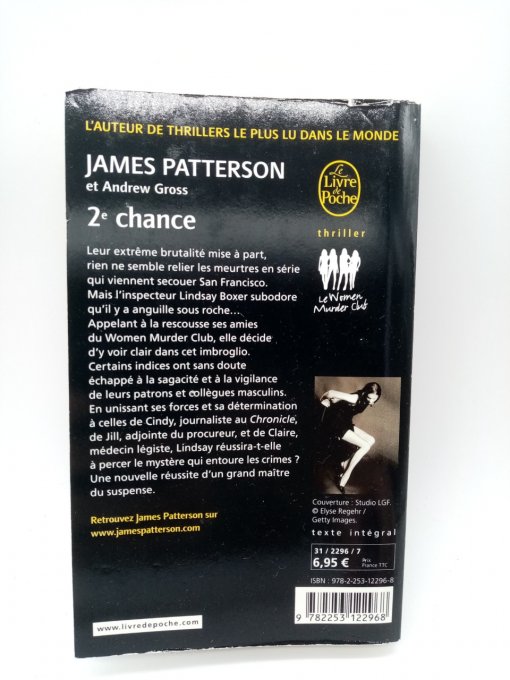 L'AUTEUR DE THRILLERS LE PLUS LU DANS LE MONDE
JAMES PATTERSON
et Andrew Gross
2e chance
Le
Livre
de
Poche
thriller
Le Women
Murder Club
Leur extrême brutalité mise à part,
rien ne semble relier les meurtres en série
qui viennent secouer San Francisco.
Mais l'inspecteur Lindsay Boxer subodore
qu'il y a anguille sous roche...
Appelant à la rescousse ses amies
du Women Murder Club, elle décide
d'y voir clair dans cet imbroglio.
Certains indices ont sans doute
échappé à la sagacité et à la vigilance
de leurs patrons et collègues masculins.
En unissant ses forces et sa détermination
à celles de Cindy, journaliste au Chronicle,
de Jill, adjointe du procureur, et de Claire,
médecin légiste, Lindsay réussira-t-elle
à percer le mystère qui entoure les crimes ?
Une nouvelle réussite d'un grand maître
du suspense.
Retrouvez James Patterson sur
www.jamespatterson.com
Couverture : Studio LGF.
© Elyse Regehr /
Getty Images.
texte intégral
31 / 2296 / 7
6,95 €
Prix
France TTC
ISBN : 978-2-253-12296-8
9 782253 122968
www.livredepoche.com